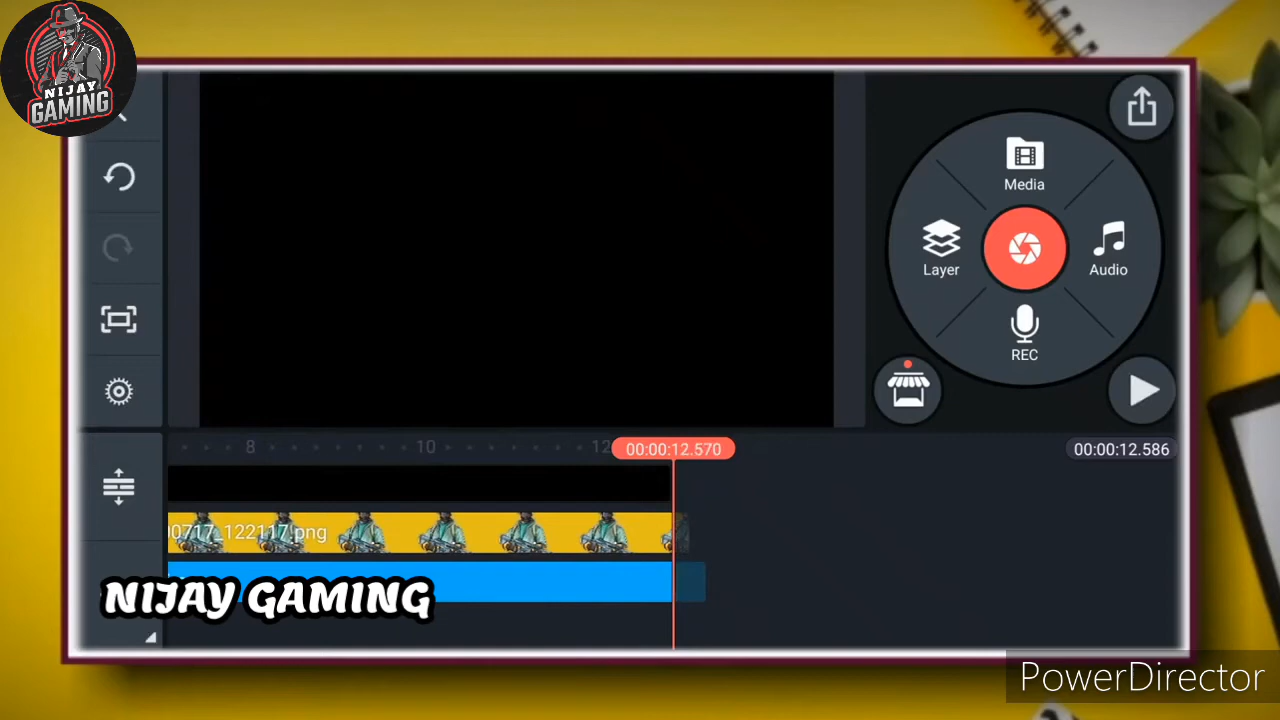 NIJAY
GAMING
Media
Layer
Audio
REC
8
10
12
00:00:12.570
00:00:12.586
00717_122117.png
NIJAY GAMING
PowerDirector